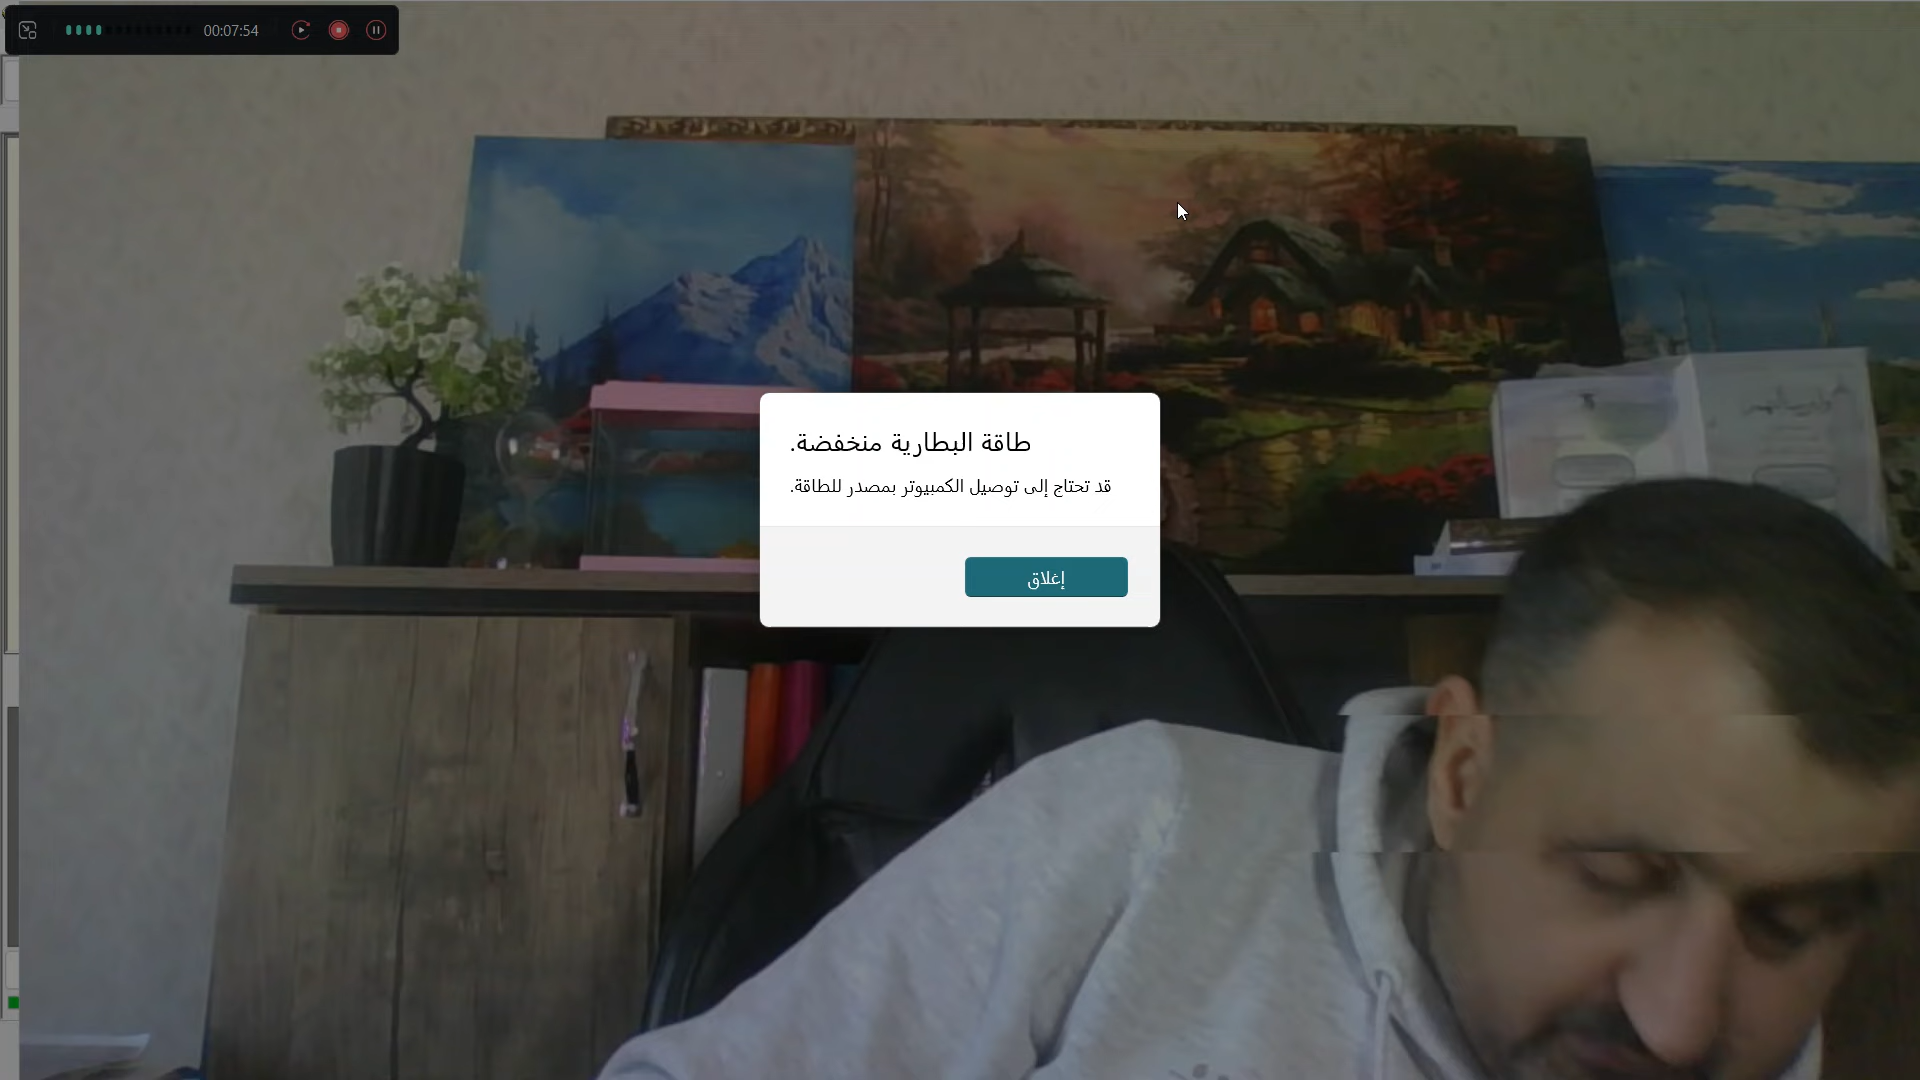 00:07:54
طاقة البطارية منخفضة.
قد تحتاج إلى توصيل الكمبيوتر بمصدر للطاقة.
إغلاق